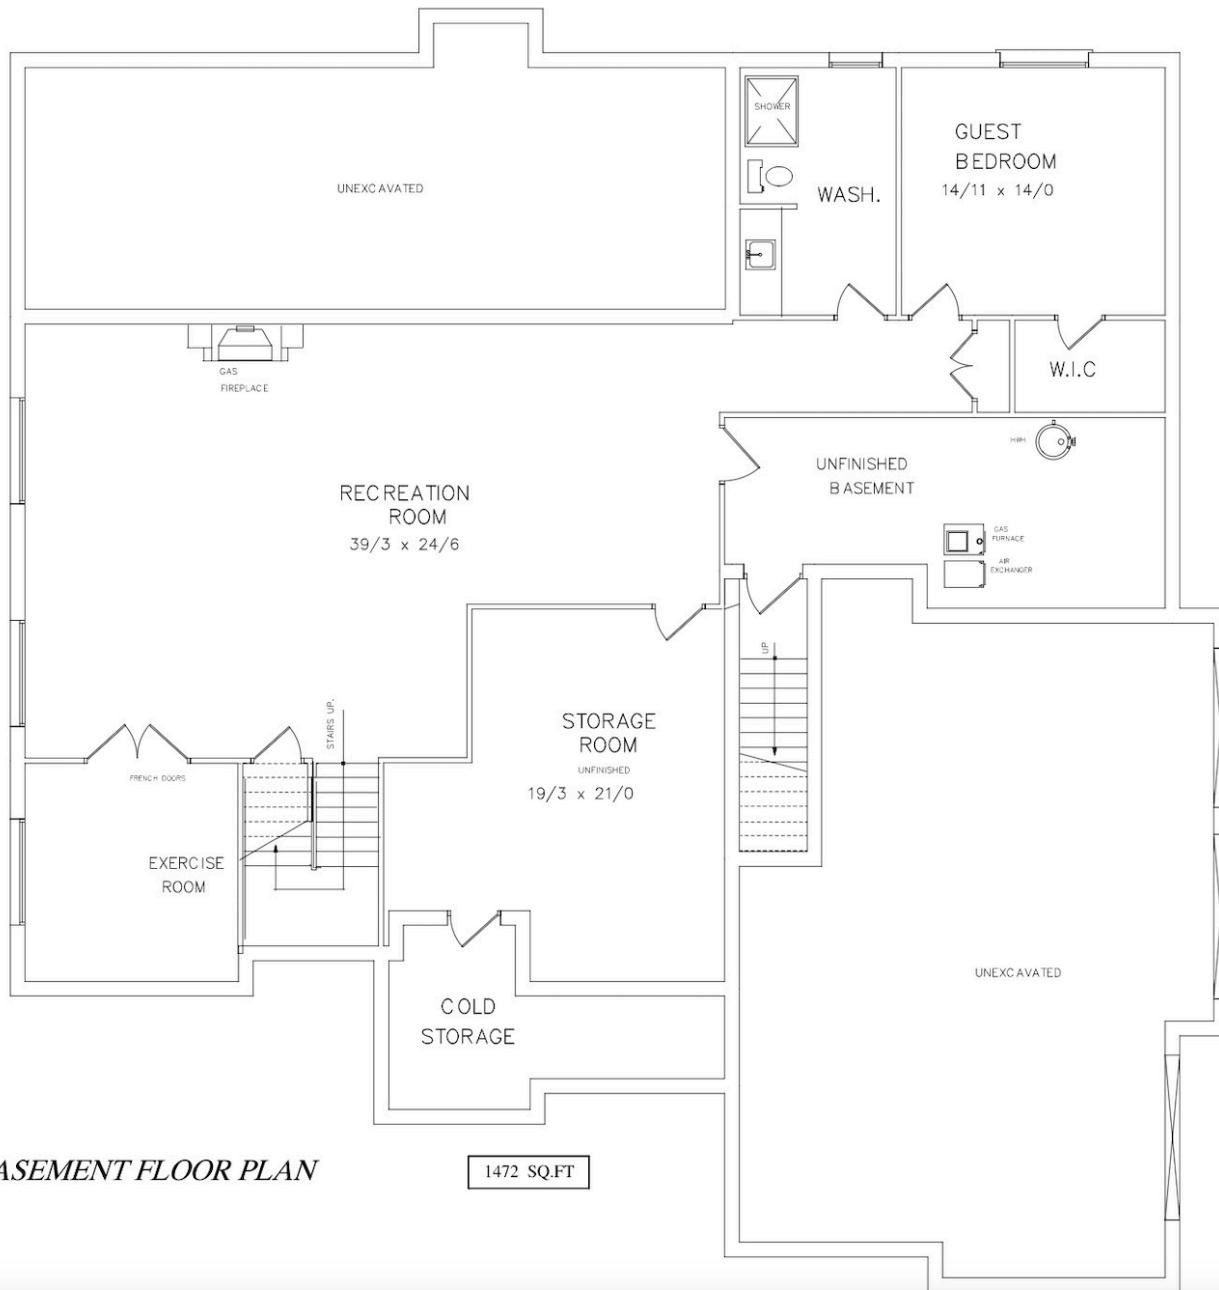 UNEXCAVATED
SHOWER
WASH.
GUEST
BEDROOM
14/11 x 14/0
GAS
FIREPLACE
W.I.C
RECREATION
ROOM
39/3 x 24/6
UNFINISHED
BASEMENT
GAS
FURNACE
AIR
EXCHANGER
STAIRS UP.
UP
STORAGE
ROOM
UNFINISHED
19/3 x 21/0
FRENCH DOORS
EXERCISE
ROOM
UNEXCAVATED
COLD
STORAGE
ASEMENT FLOOR PLAN
1472 SQ.FT